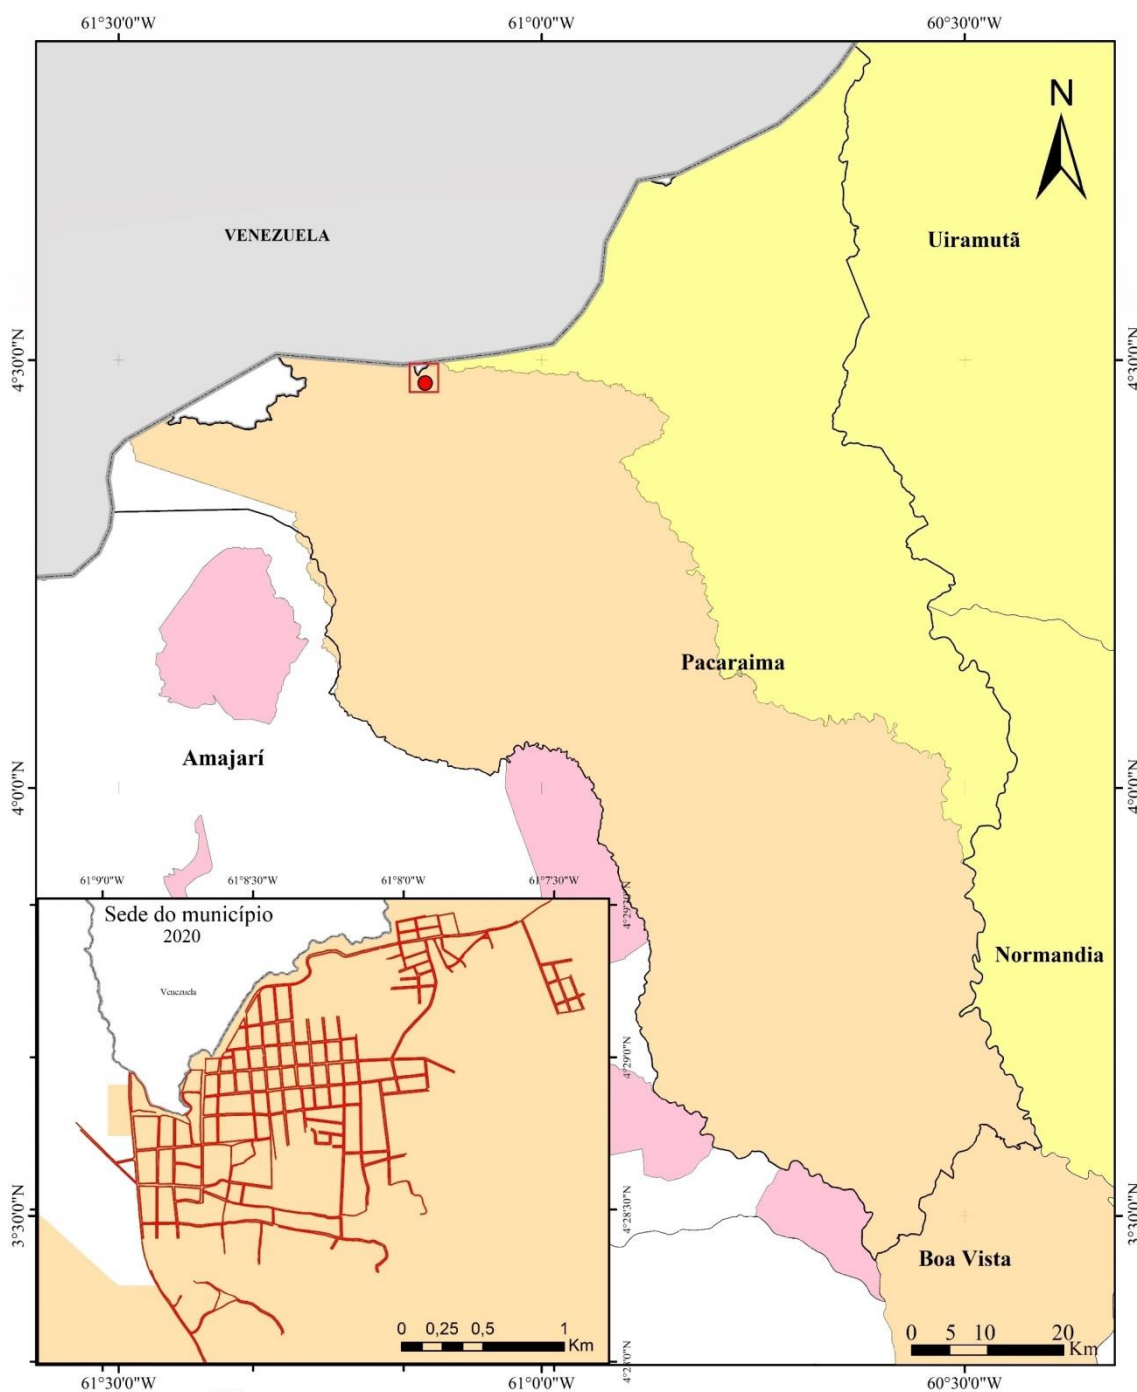 61°30'0"W
61°0'0"W
60°30'0"W
N
VENEZUELA
Uiramutã
4°30'0"N
4°30'0"N
Pacaraima
Amajarí
4°0'0"N
4°0'0"N
61°9'0"W
61°8'30"W
61°8'0"W
61°7'30"W
Sede do município
2020
4°29'30"N
Normandia
Venezuela
4°29'0"N
3°30'0"N
4°28'30"N
3°30'0"N
Boa Vista
0 0,25 0,5 1
Km
0 5 10 20
Km
4°28'0"N
61°30'0"W
61°0'0"W
60°30'0"W